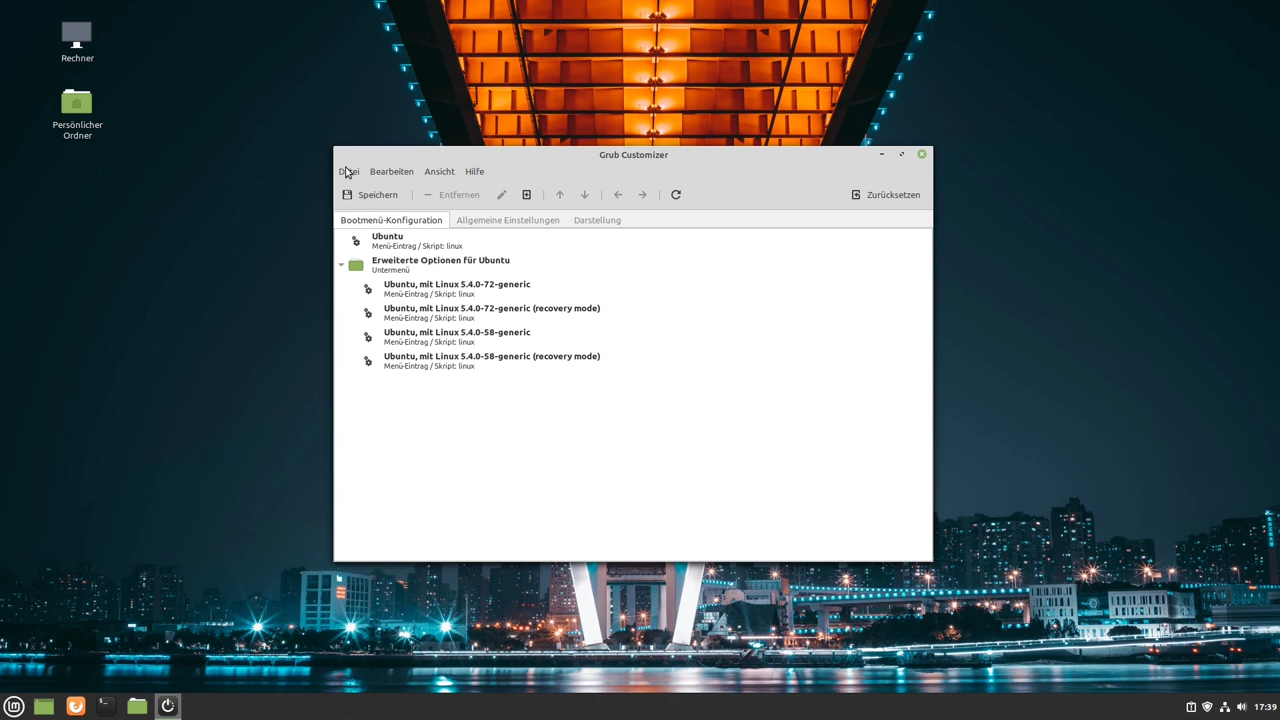 Rechner
Persönlicher
Ordner
Grub Customizer
Datei Bearbeiten Ansicht Hilfe
Speichern Entfernen Zurücksetzen
Bootmenü-Konfiguration Allgemeine Einstellungen Darstellung
Ubuntu
Menü-Eintrag / Skript: linux
Erweiterte Optionen für Ubuntu
Untermenü
Ubuntu, mit Linux 5.4.0-72-generic
Menü-Eintrag / Skript: linux
Ubuntu, mit Linux 5.4.0-72-generic (recovery mode)
Menü-Eintrag / Skript: linux
Ubuntu, mit Linux 5.4.0-58-generic
Menü-Eintrag / Skript: linux
Ubuntu, mit Linux 5.4.0-58-generic (recovery mode)
Menü-Eintrag / Skript: linux
17:39